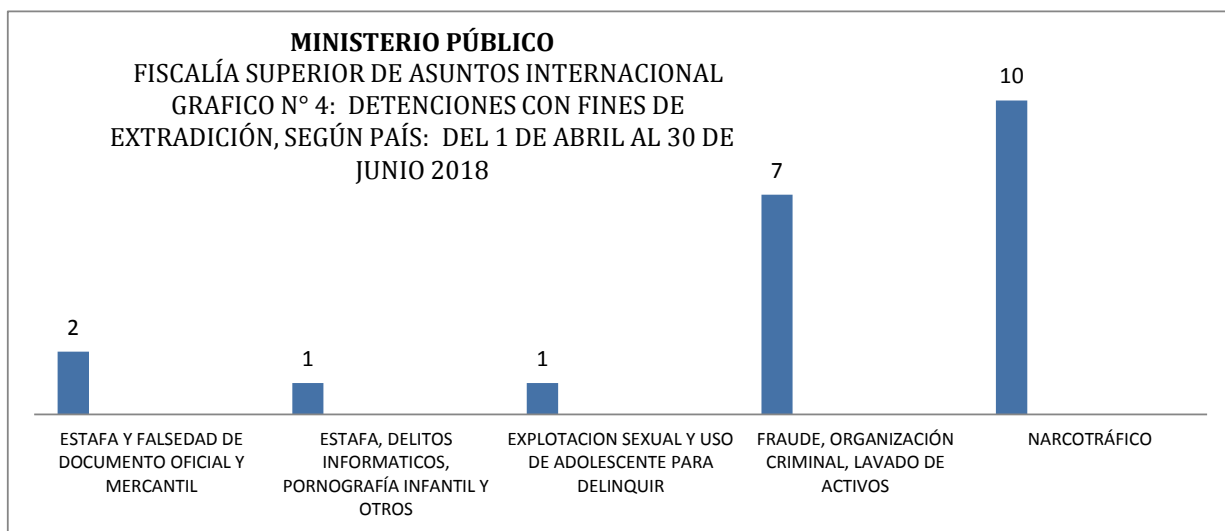 MINISTERIO PÚBLICO
FISCALÍA SUPERIOR DE ASUNTOS INTERNACIONAL
GRAFICO N° 4: DETENCIONES CON FINES DE
EXTRADICIÓN, SEGÚN PAÍS: DEL 1 DE ABRIL AL 30 DE
JUNIO 2018
2
1
1
7
10
ESTAFA Y FALSEDAD DE
DOCUMENTO OFICIAL Y
MERCANTIL
ESTAFA, DELITOS
INFORMATICOS,
PORNOGRAFÍA INFANTIL Y
OTROS
EXPLOTACION SEXUAL Y USO
DE ADOLESCENTE PARA
DELINQUIR
FRAUDE, ORGANIZACIÓN
CRIMINAL, LAVADO DE
ACTIVOS
NARCOTRÁFICO